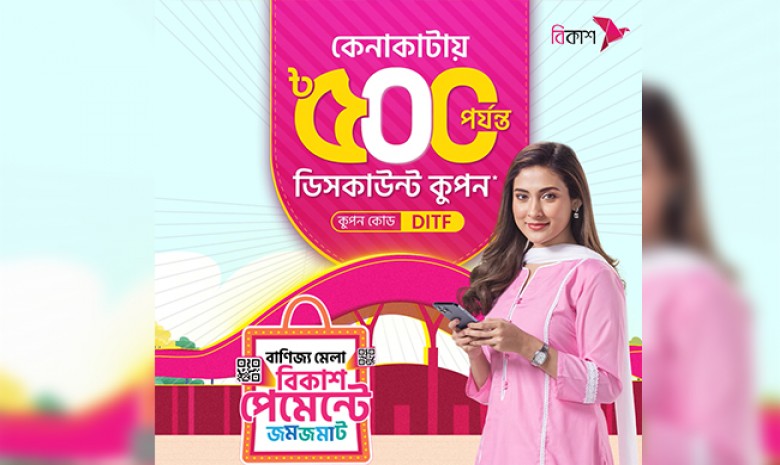 বিকাশ
কেনাকাটায়
৳৫০০
পর্যন্ত
ডিসকাউন্ট কুপন*
কুপন কোড DITF
বাণিজ্য মেলা
বিকাশ
পেমেন্টে
জমজমাট